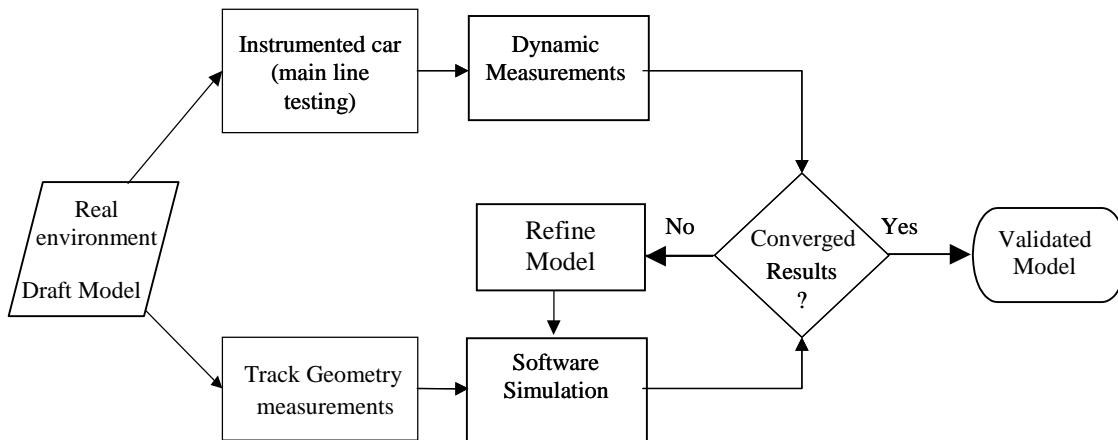 Instrumented car
(main line
testing)
Dynamic
Measurements
Real
environment
Draft Model
Refine
Model
No
Converged
Results
?
Yes
Validated
Model
Track Geometry
measurements
Software
Simulation